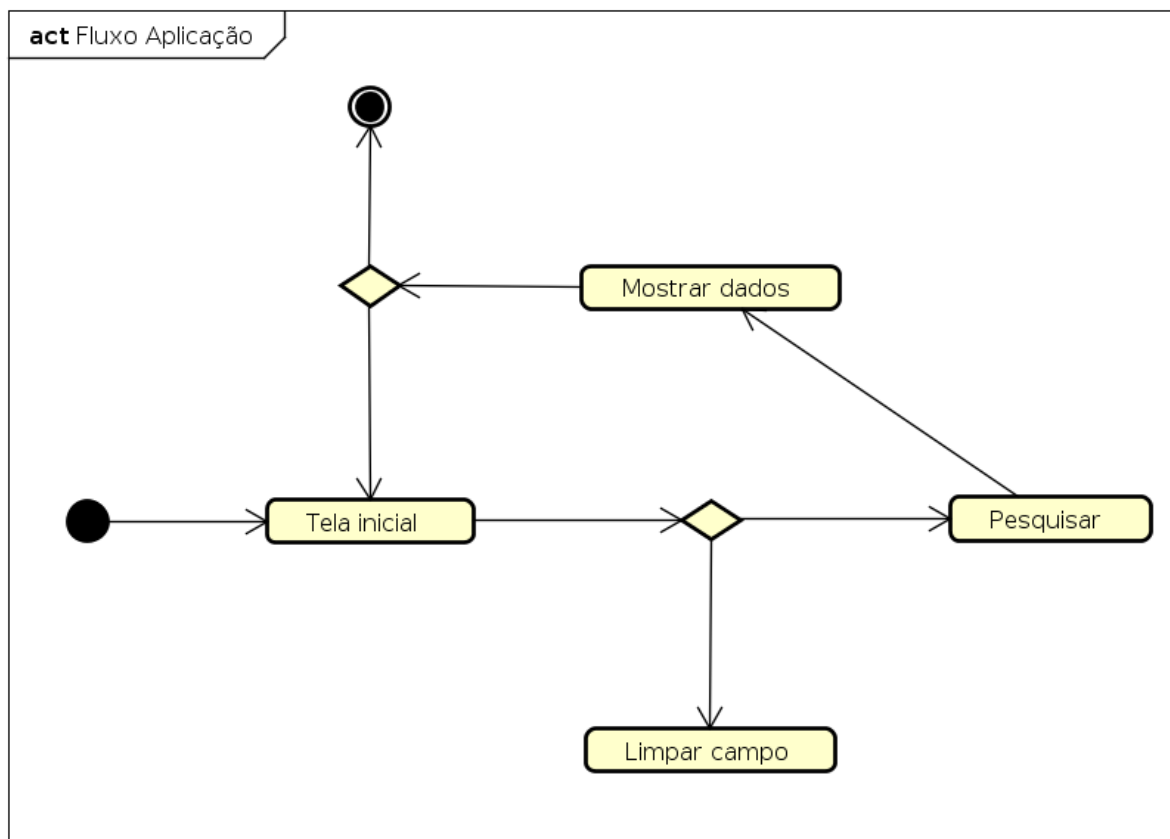 act Fluxo Aplicação
Mostrar dados
Tela inicial
Pesquisar
Limpar campo